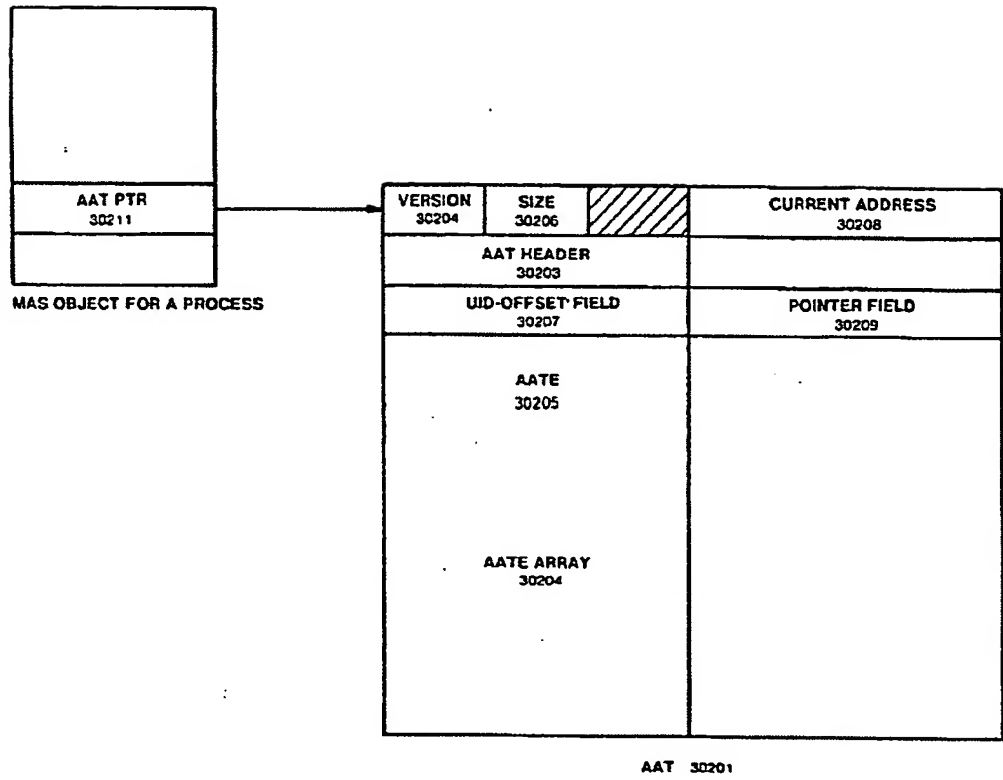 AAT PTR
30211
MAS OBJECT FOR A PROCESS
VERSION
30204
SIZE
30206
CURRENT ADDRESS
30208
AAT HEADER
30203
UID-OFFSET FIELD
30207
POINTER FIELD
30209
AATE
30205
AATE ARRAY
30204
AAT 30201